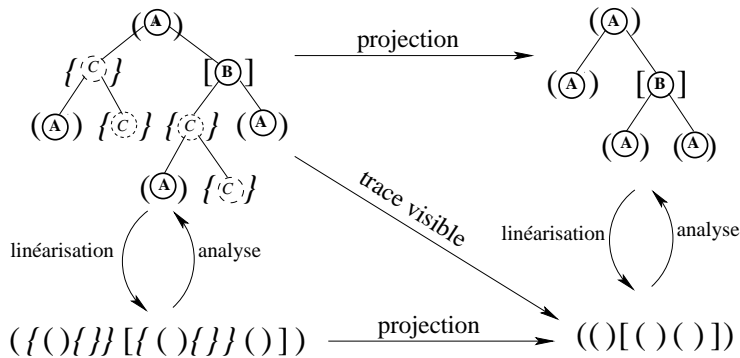 (A) projection (A)
{C} [B] (A) [B]
(A) {C} {C} (A) (A) (A)
(A) {C}
trace visible
linéarisation analyse linéarisation analyse
({(){}}[{(){}}()]) projection (()[()()])